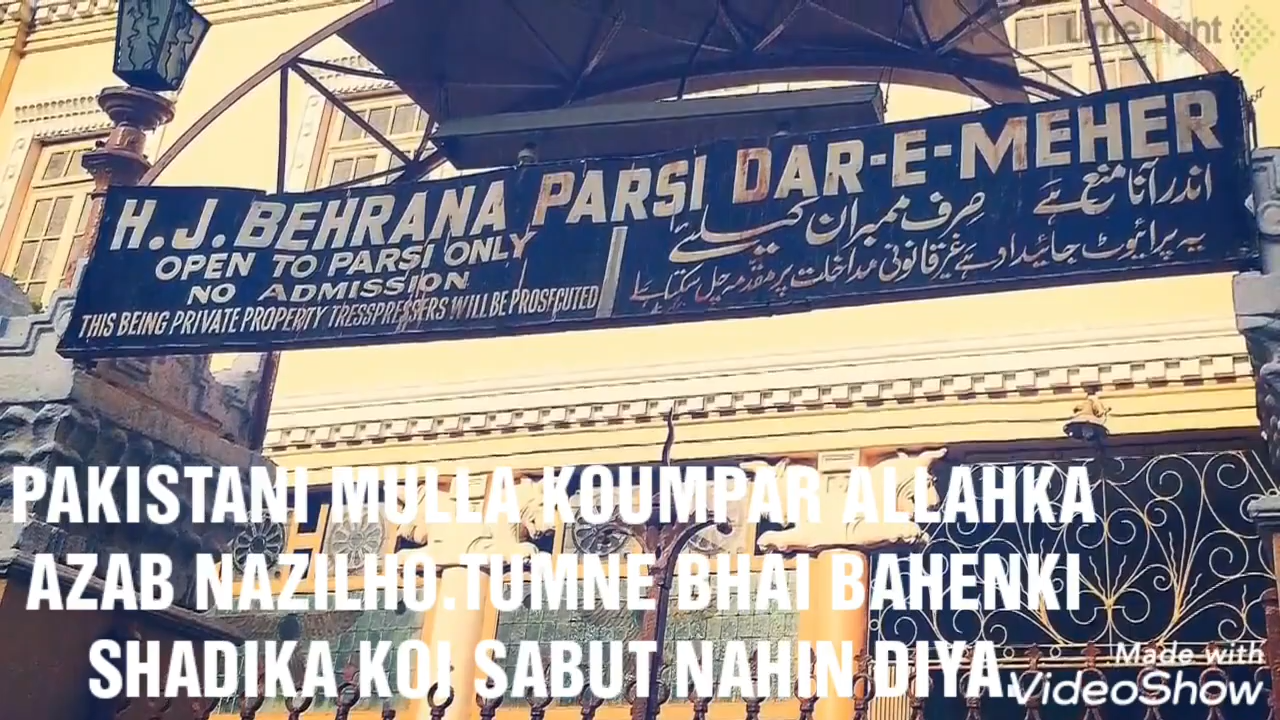 LimeLight
H.J. BEHRANA PARSI DAR-E-MEHER
OPEN TO PARSI ONLY
NO ADMISSION
THIS BEING PRIVATE PROPERTY TRESSPRESSERS WILL BE PROSECUTED
اندر آنا منع ہے صرف ممبران کیلئے
یہ پرائیوٹ جائیداد ہے غیر قانونی مداخلت پر مقدمہ چل سکتا ہے
PAKISTANI MULLA KOUMPAR ALLAHKA
AZAB NAZILHO.TUMNE BHAI BAHENKI
SHADIKA KOI SABUT NAHIN DIYA.
Made with
VideoShow